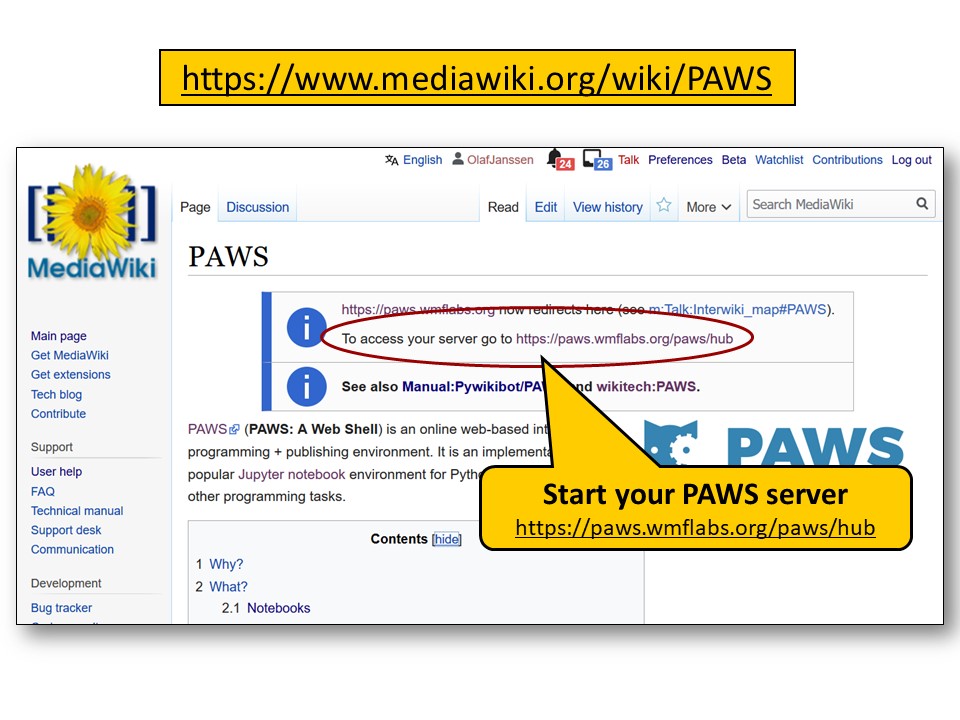 https://www.mediawiki.org/wiki/PAWS
English OlafJanssen 24 26 Talk Preferences Beta Watchlist Contributions Log out
Page Discussion Read Edit View history More Search MediaWiki
MediaWiki
PAWS
https://paws.wmflabs.org now redirects here (see m:Talk:Interwiki_map#PAWS).
To access your server go to https://paws.wmflabs.org/paws/hub
See also Manual:Pywikibot/PA nd wikitech:PAWS.
Main page
Get MediaWiki
Get extensions
Tech blog
Contribute
Support
User help
FAQ
Technical manual
Support desk
Communication
Development
Bug tracker
PAWS (PAWS: A Web Shell) is an online web-based int
programming + publishing environment. It is an implementa
popular Jupyter notebook environment for Pyth
other programming tasks.
PAWS
Start your PAWS server
https://paws.wmflabs.org/paws/hub
Contents [hide]
1 Why?
2 What?
2.1 Notebooks